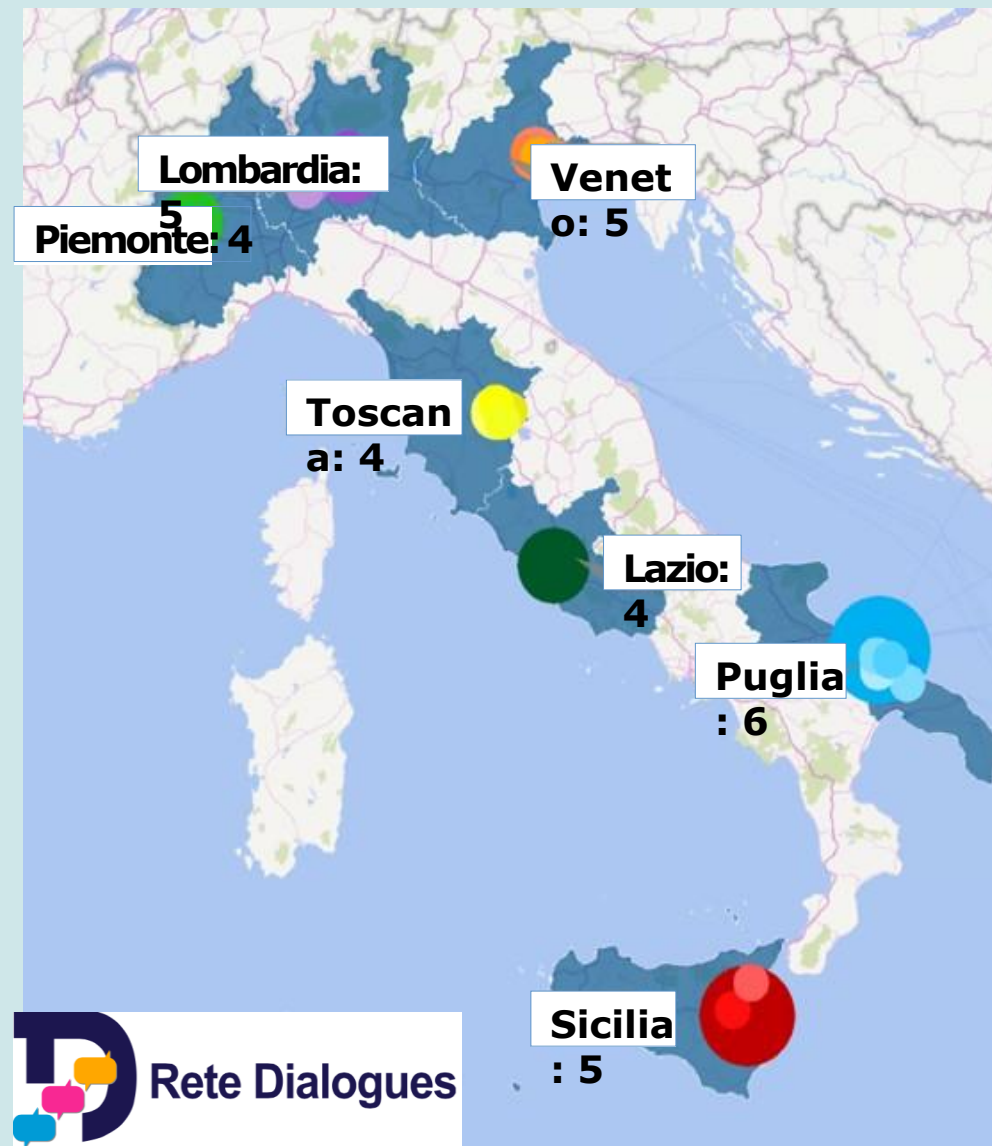 Lombardia:
5
Piemonte: 4
Venet
o: 5
Toscan
a: 4
Lazio:
4
Puglia
: 6
Sicilia
: 5
Rete Dialogues